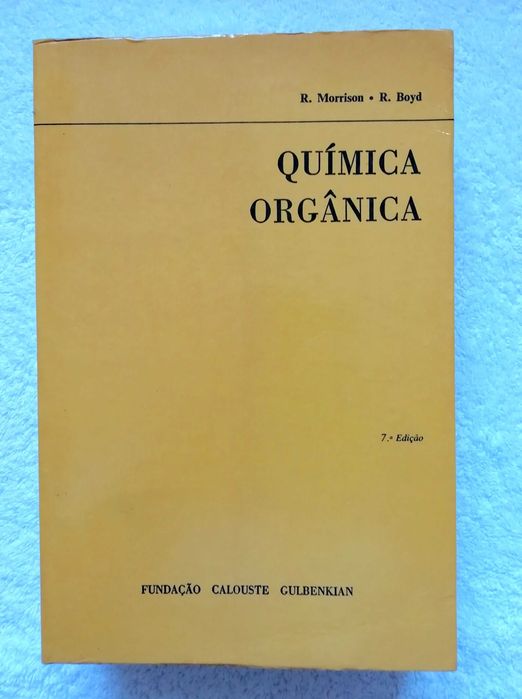 R. Morrison • R. Boyd
QUÍMICA
ORGÂNICA
7.ª Edição
FUNDAÇÃO CALOUSTE GULBENKIAN